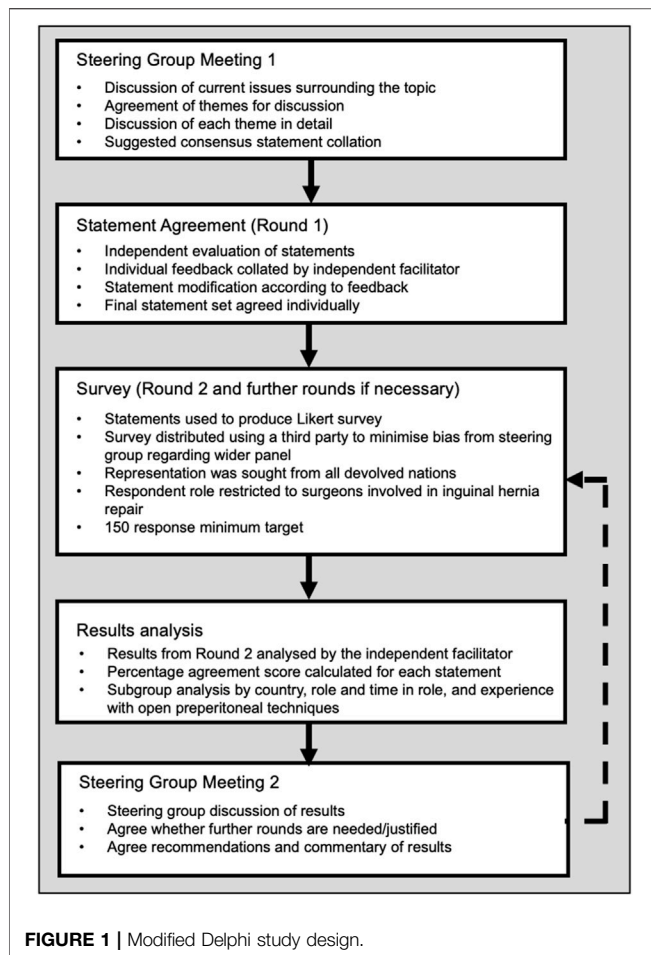 Steering Group Meeting 1
• Discussion of current issues surrounding the topic
• Agreement of themes for discussion
• Discussion of each theme in detail
• Suggested consensus statement collation
Statement Agreement (Round 1)
• Independent evaluation of statements
• Individual feedback collated by independent facilitator
• Statement modification according to feedback
• Final statement set agreed individually
Survey (Round 2 and further rounds if necessary)
• Statements used to produce Likert survey
• Survey distributed using a third party to minimise bias from steering
group regarding wider panel
• Representation was sought from all devolved nations
• Respondent role restricted to surgeons involved in inguinal hernia
repair
• 150 response minimum target
Results analysis
• Results from Round 2 analysed by the independent facilitator
• Percentage agreement score calculated for each statement
• Subgroup analysis by country, role and time in role, and experience
with open preperitoneal techniques
Steering Group Meeting 2
• Steering group discussion of results
• Agree whether further rounds are needed/justified
• Agree recommendations and commentary of results
FIGURE 1 | Modified Delphi study design.